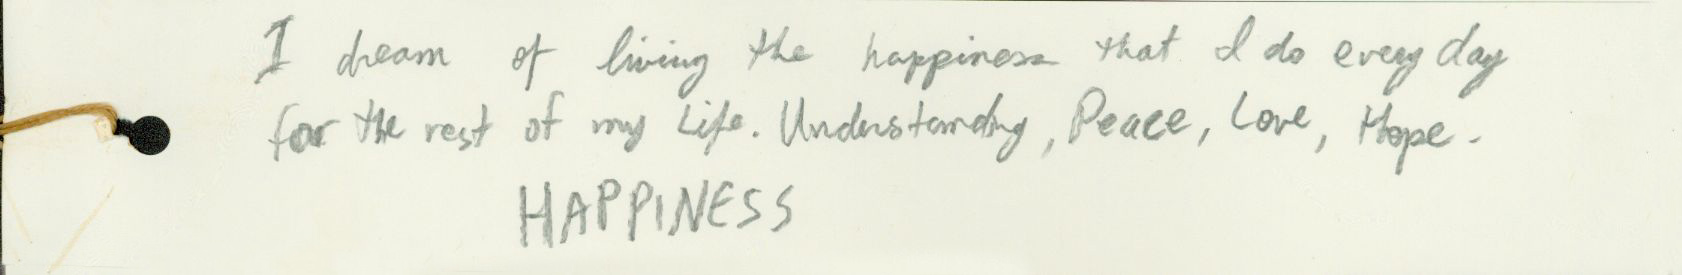 I dream of living the happiness that I do every day
for the rest of my Life. Understanding, Peace, Love, Hope.
HAPPINESS